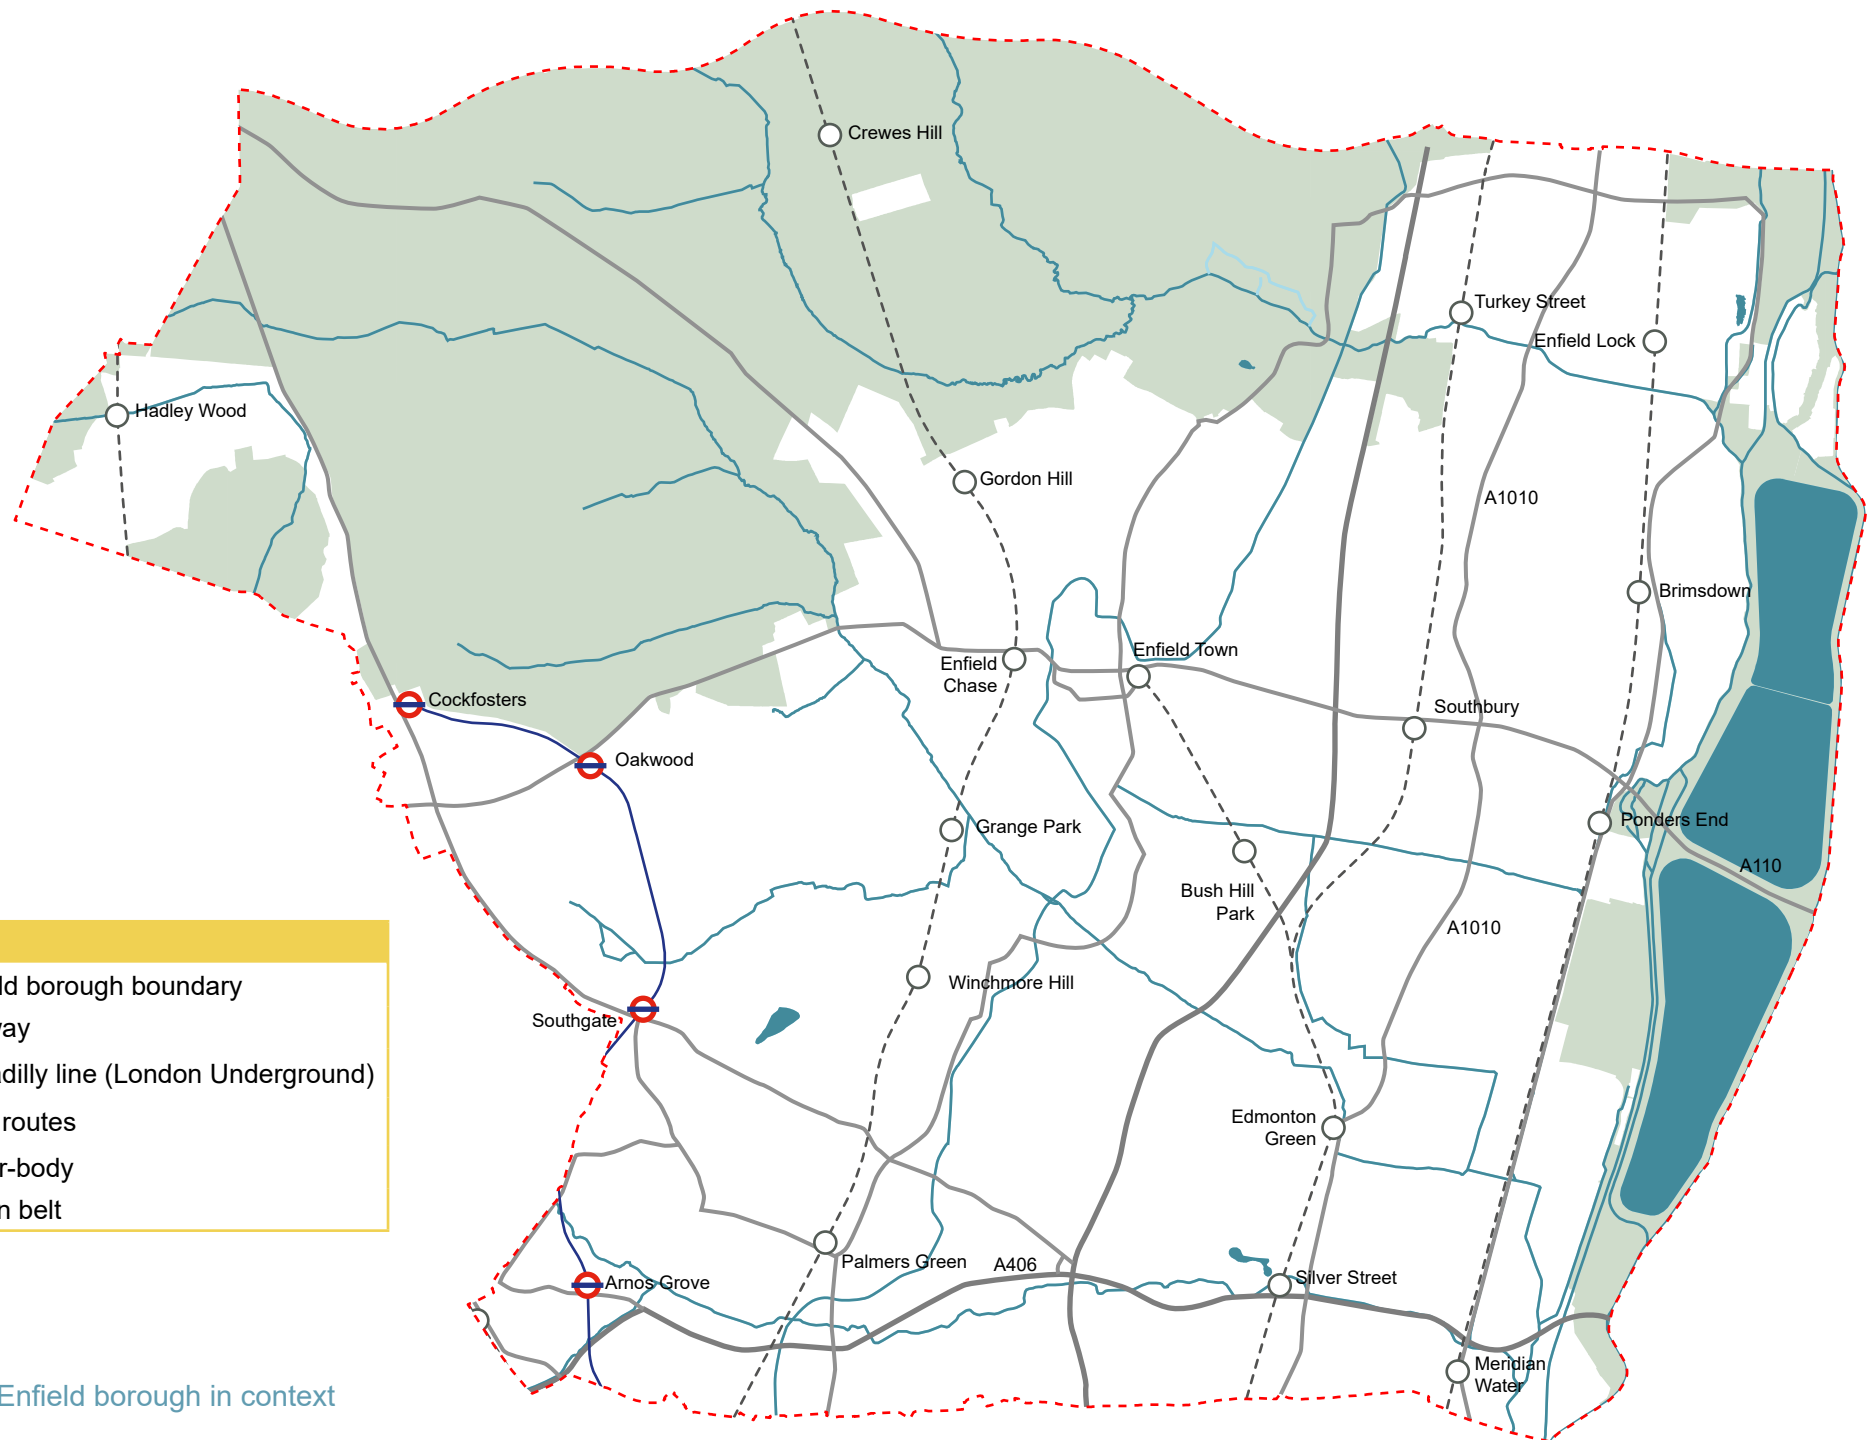 Crewes Hill
Turkey Street
Enfield Lock
Hadley Wood
Gordon Hill
A1010
Brimsdown
Enfield Town
Enfield
Chase
Cockfosters
Southbury
Oakwood
Grange Park
Ponders End
A110
Bush Hill
Park
A1010
Winchmore Hill
Southgate
Edmonton
Green
Palmers Green
A406
Silver Street
Arnos Grove
Meridian
Water
ld borough boundary
way
adilly line (London Underground)
routes
r-body
n belt
Enfield borough in context